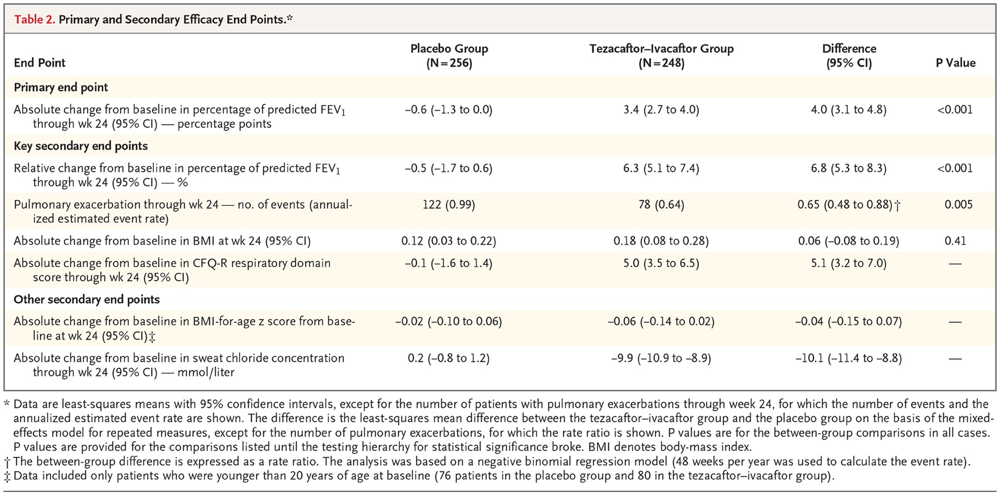 Table 2. Primary and Secondary Efficacy End Points.*
End Point
Placebo Group
(N=256)
Tezacaftor–Ivacaftor Group
(N=248)
Difference
(95% CI)
P Value
Primary end point
Absolute change from baseline in percentage of predicted FEV1
through wk 24 (95% CI) — percentage points
–0.6 (–1.3 to 0.0)
3.4 (2.7 to 4.0)
4.0 (3.1 to 4.8)
<0.001
Key secondary end points
Relative change from baseline in percentage of predicted FEV1
through wk 24 (95% CI) — %
–0.5 (–1.7 to 0.6)
6.3 (5.1 to 7.4)
6.8 (5.3 to 8.3)
<0.001
Pulmonary exacerbation through wk 24 — no. of events (annual-
ized estimated event rate)
122 (0.99)
78 (0.64)
0.65 (0.48 to 0.88)†
0.005
Absolute change from baseline in BMI at wk 24 (95% CI)
0.12 (0.03 to 0.22)
0.18 (0.08 to 0.28)
0.06 (–0.08 to 0.19)
0.41
Absolute change from baseline in CFQ-R respiratory domain
score through wk 24 (95% CI)
–0.1 (–1.6 to 1.4)
5.0 (3.5 to 6.5)
5.1 (3.2 to 7.0)
—
Other secondary end points
Absolute change from baseline in BMI-for-age z score from base-
line at wk 24 (95% CI)‡
–0.02 (–0.10 to 0.06)
–0.06 (–0.14 to 0.02)
–0.04 (–0.15 to 0.07)
—
Absolute change from baseline in sweat chloride concentration
through wk 24 (95% CI) — mmol/liter
0.2 (–0.8 to 1.2)
–9.9 (–10.9 to –8.9)
–10.1 (–11.4 to –8.8)
—
* Data are least-squares means with 95% confidence intervals, except for the number of patients with pulmonary exacerbations through week 24, for which the number of events and the
annualized estimated event rate are shown. The difference is the least-squares mean difference between the tezacaftor–ivacaftor group and the placebo group on the basis of the mixed-
effects model for repeated measures, except for the number of pulmonary exacerbations, for which the rate ratio is shown. P values are for the between-group comparisons in all cases.
P values are provided for the comparisons listed until the testing hierarchy for statistical significance broke. BMI denotes body-mass index.
† The between-group difference is expressed as a rate ratio. The analysis was based on a negative binomial regression model (48 weeks per year was used to calculate the event rate).
‡ Data included only patients who were younger than 20 years of age at baseline (76 patients in the placebo group and 80 in the tezacaftor–ivacaftor group).